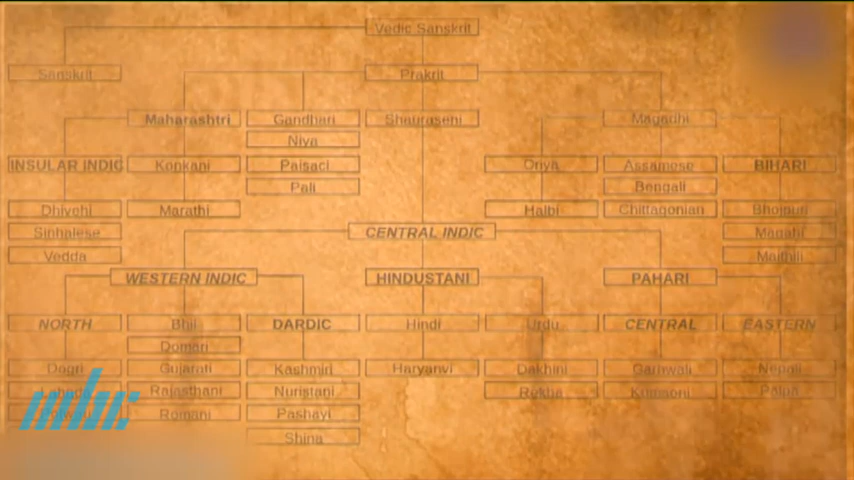 Vedic Sanskrit
Sanskrit
Prakrit
Maharashtri
Gandhari
Shauraseni
Magadhi
Niya
INSULAR INDIC
Konkani
Paisaci
Oriya
Assamese
BIHARI
Pali
Bengali
Dhivehi
Marathi
Halbi
Chittagonian
Bhojpuri
Sinhalese
CENTRAL INDIC
Magahi
Vedda
Maithili
WESTERN INDIC
HINDUSTANI
PAHARI
NORTH
Bhil
DARDIC
Hindi
Urdu
CENTRAL
EASTERN
Domari
Dogri
Gujarati
Kashmiri
Haryanvi
Dakhini
Garhwali
Nepali
Rajasthani
Nuristani
Rekha
Kumaoni
Palpa
Romani
Pashayi
Shina